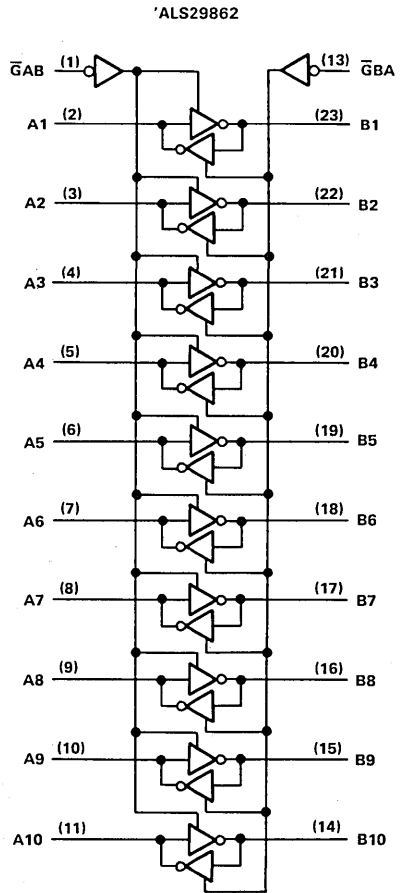 'ALS29862
G̅AB (1) (13) G̅BA
A1 (2) (23) B1
A2 (3) (22) B2
A3 (4) (21) B3
A4 (5) (20) B4
A5 (6) (19) B5
A6 (7) (18) B6
A7 (8) (17) B7
A8 (9) (16) B8
A9 (10) (15) B9
A10 (11) (14) B10